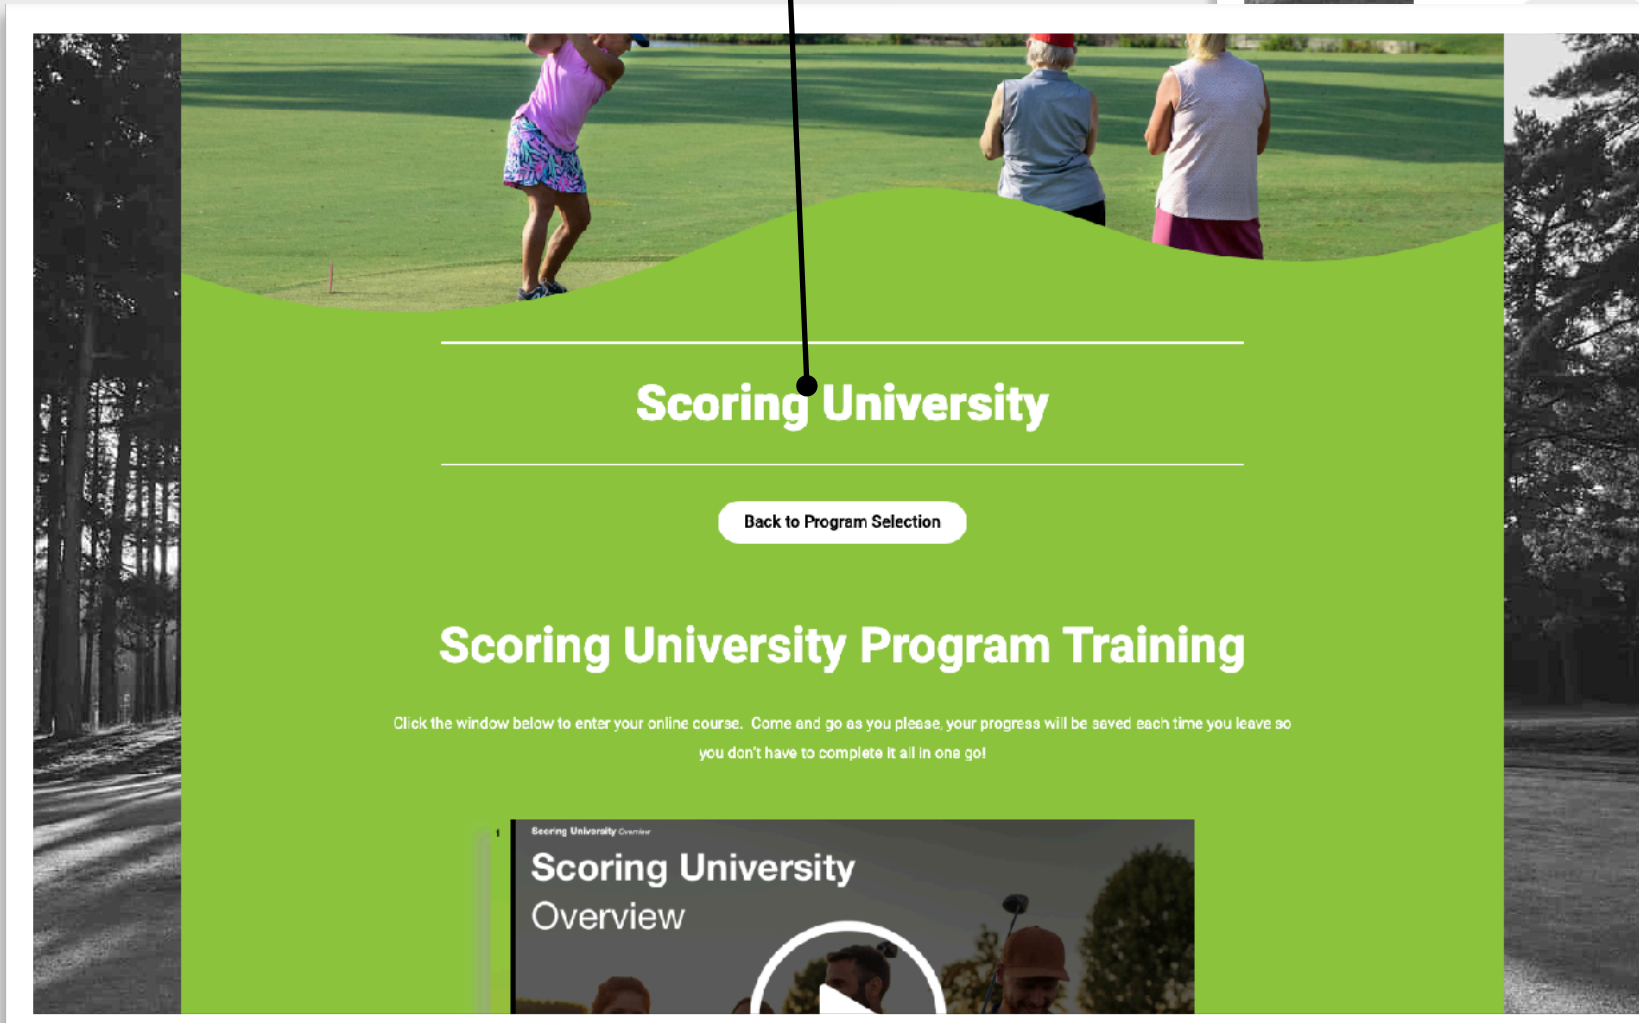 Scoring University
Back to Program Selection
Scoring University Program Training
Click the window below to enter your online course. Come and go as you please, your progress will be saved each time you leave so
you don't have to complete it all in one go!
1
Scoring University Overview
Scoring University
Overview